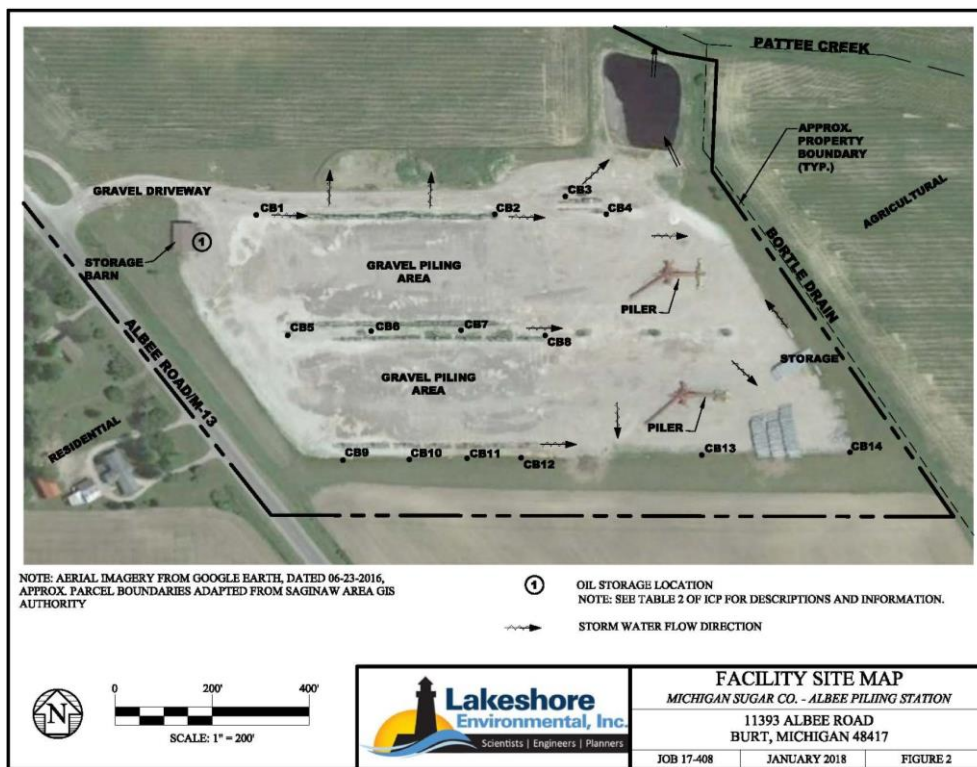 PATTEE CREEK
APPROX.
PROPERTY
BOUNDARY
(TYP.)
AGRICULTURAL
GRAVEL DRIVEWAY
CB3
CB1
CB2
CB4
1
STORAGE
BARN
GRAVEL PILING
AREA
PILER
BORTLE DRAIN
CB5
CB6
CB7
CB8
STORAGE
ALBEE ROAD/M-13
GRAVEL PILING
AREA
PILER
RESIDENTIAL
CB9
CB10
CB11
CB12
CB13
CB14
NOTE: AERIAL IMAGERY FROM GOOGLE EARTH, DATED 06-23-2016,
APPROX. PARCEL BOUNDARIES ADAPTED FROM SAGINAW AREA GIS
AUTHORITY
1 OIL STORAGE LOCATION
NOTE: SEE TABLE 2 OF ICP FOR DESCRIPTIONS AND INFORMATION.
STORM WATER FLOW DIRECTION
N
0 200' 400'
SCALE: 1" = 200'
Lakeshore
Environmental, Inc.
Scientists | Engineers | Planners
FACILITY SITE MAP
MICHIGAN SUGAR CO. - ALBEE PILIING STATION
11393 ALBEE ROAD
BURT, MICHIGAN 48417
JOB 17-408 JANUARY 2018 FIGURE 2